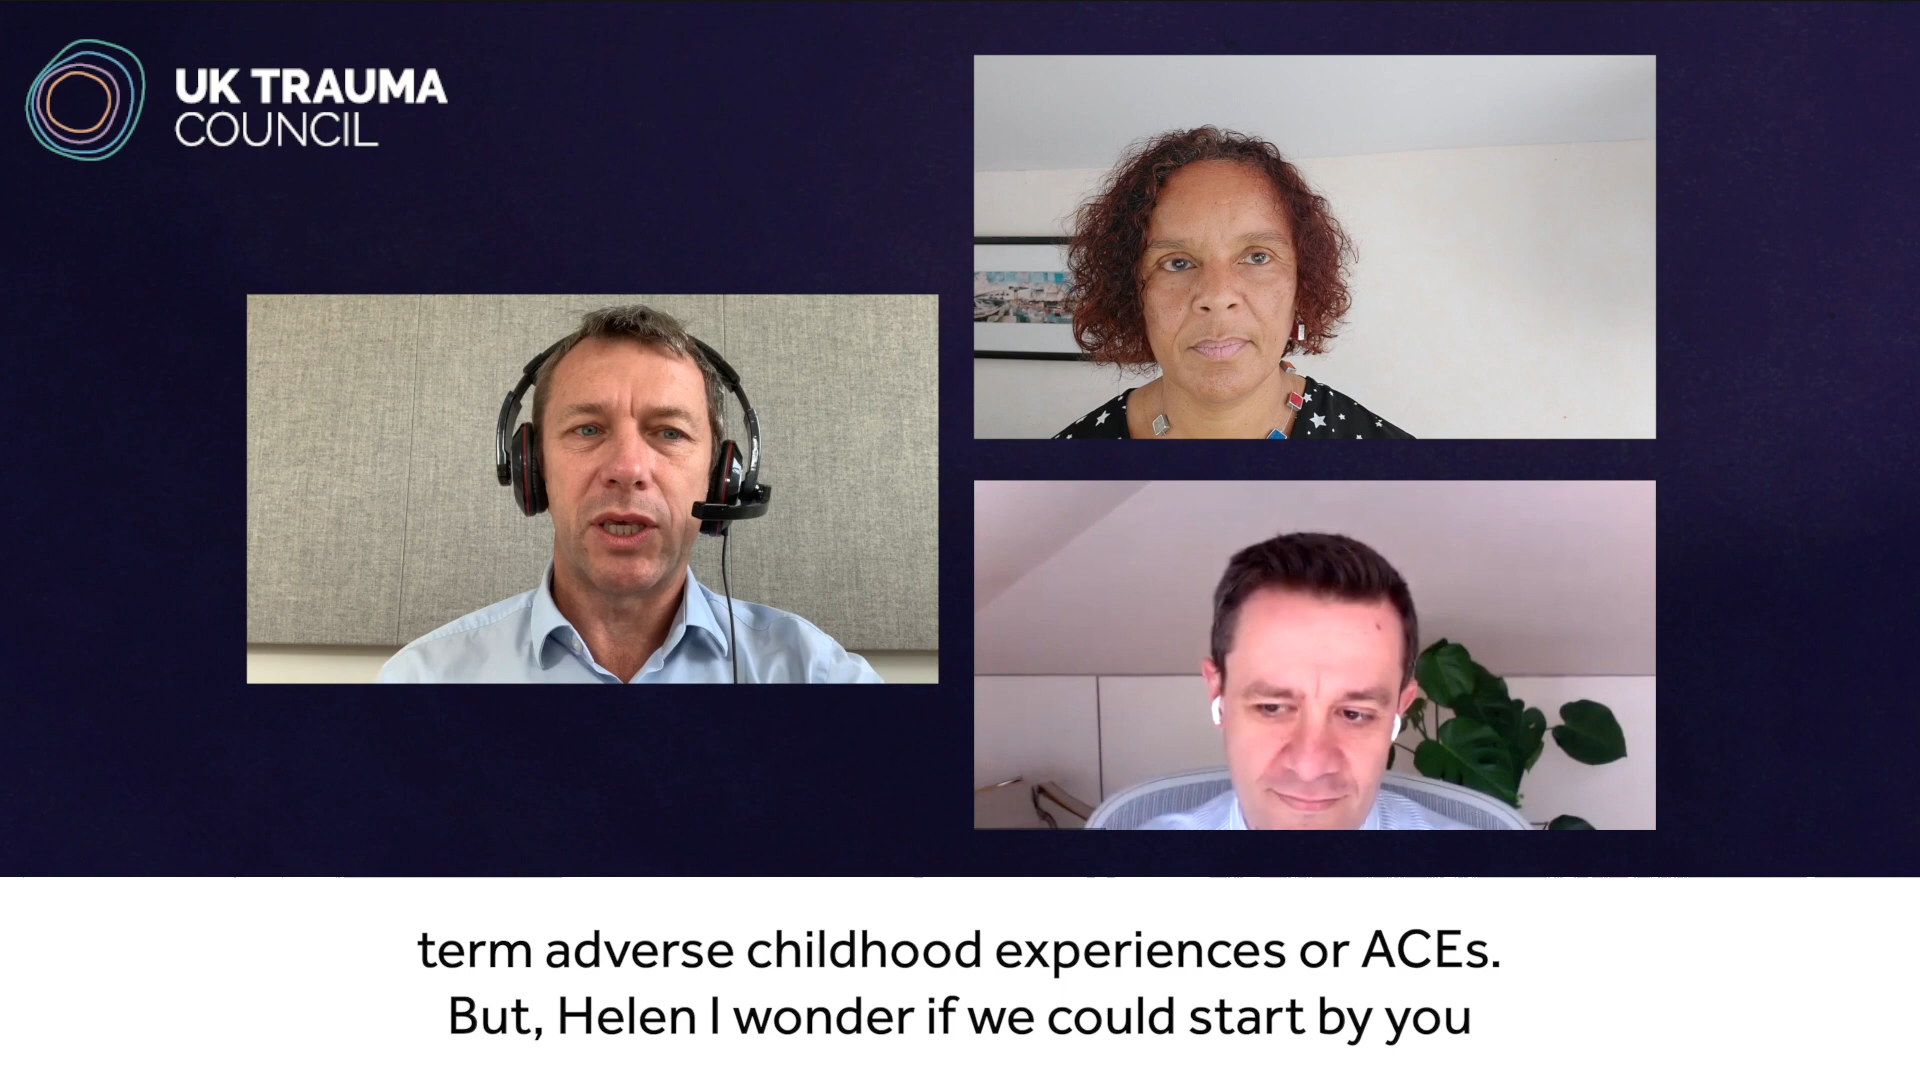 UK TRAUMA
COUNCIL
term adverse childhood experiences or ACEs.
But, Helen I wonder if we could start by you